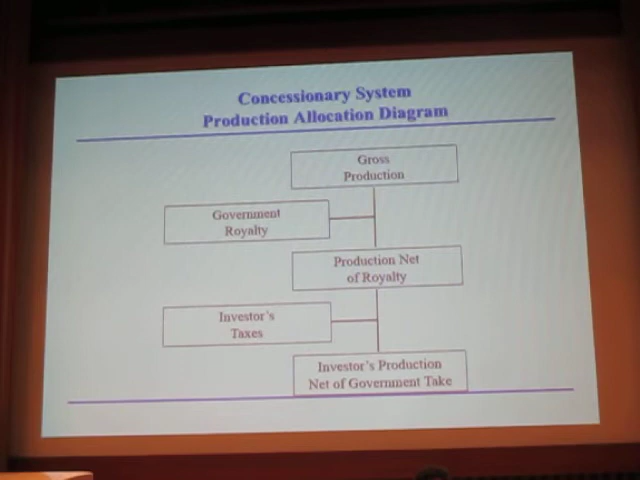 Concessionary System
Production Allocation Diagram
Gross
Production
Government
Royalty
Production Net
of Royalty
Investor's
Taxes
Investor's Production
Net of Government Take